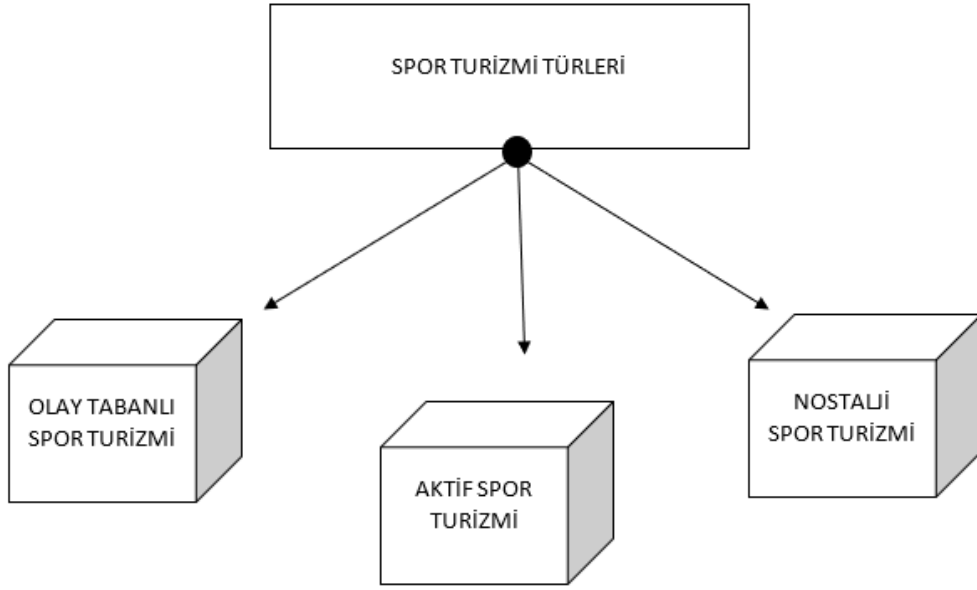 SPOR TURİZMİ TÜRLERİ
OLAY TABANLI
SPOR TURİZMİ
AKTİF SPOR
TURİZMİ
NOSTALJİ
SPOR TURİZMİ